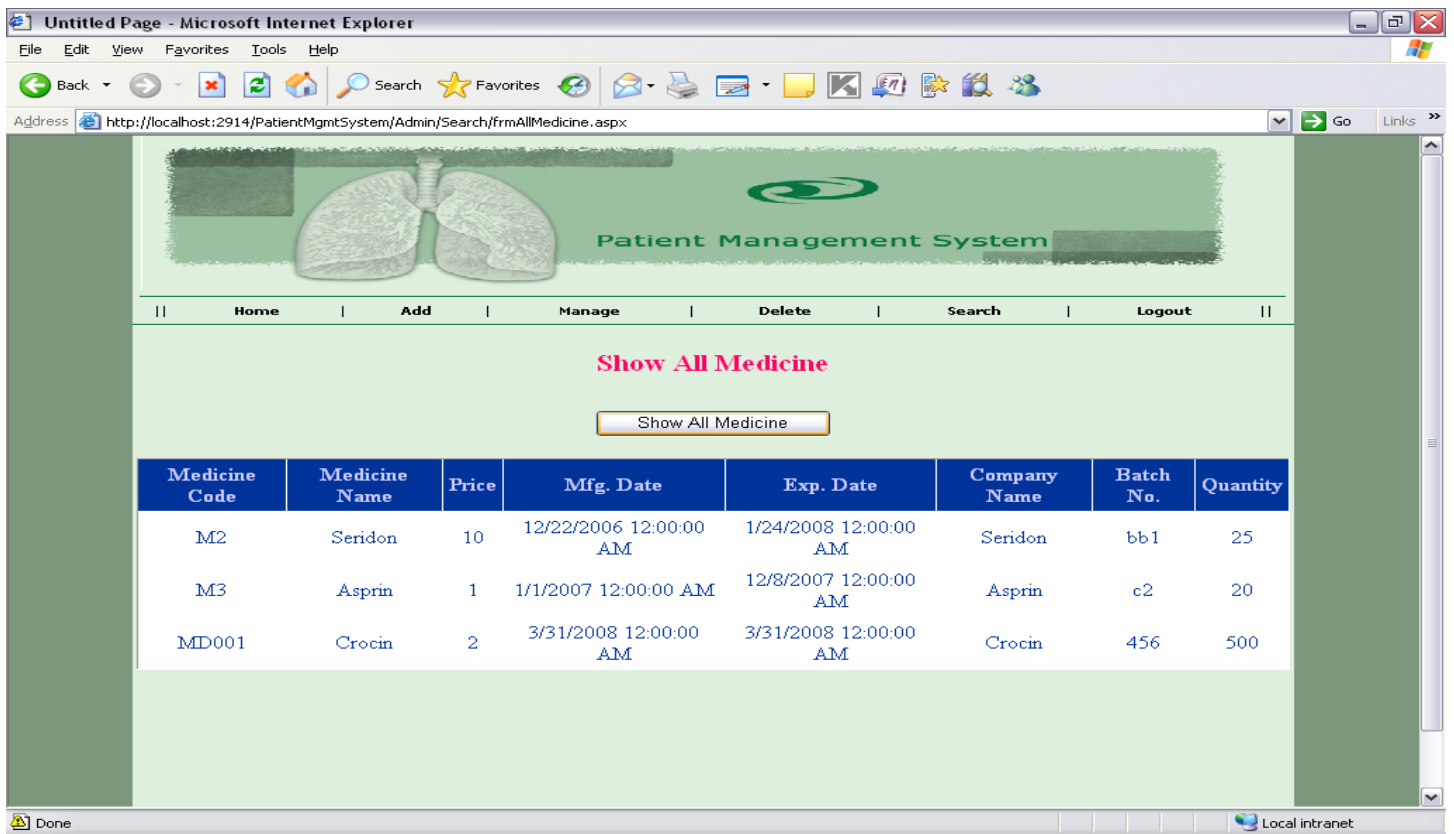 Untitled Page - Microsoft Internet Explorer
File Edit View Favorites Tools Help
Back Search Favorites
Address http://localhost:2914/PatientMgmtSystem/Admin/Search/frmAllMedicine.aspx Go Links »
Patient Management System
|| Home | Add | Manage | Delete | Search | Logout ||
Show All Medicine
Show All Medicine
Medicine Code Medicine Name Price Mfg. Date Exp. Date Company Name Batch No. Quantity
M2 Seridon 10 12/22/2006 12:00:00 AM 1/24/2008 12:00:00 AM Seridon bb1 25
M3 Asprin 1 1/1/2007 12:00:00 AM 12/8/2007 12:00:00 AM Asprin c2 20
MD001 Crocin 2 3/31/2008 12:00:00 AM 3/31/2008 12:00:00 AM Crocin 456 500
Done Local intranet